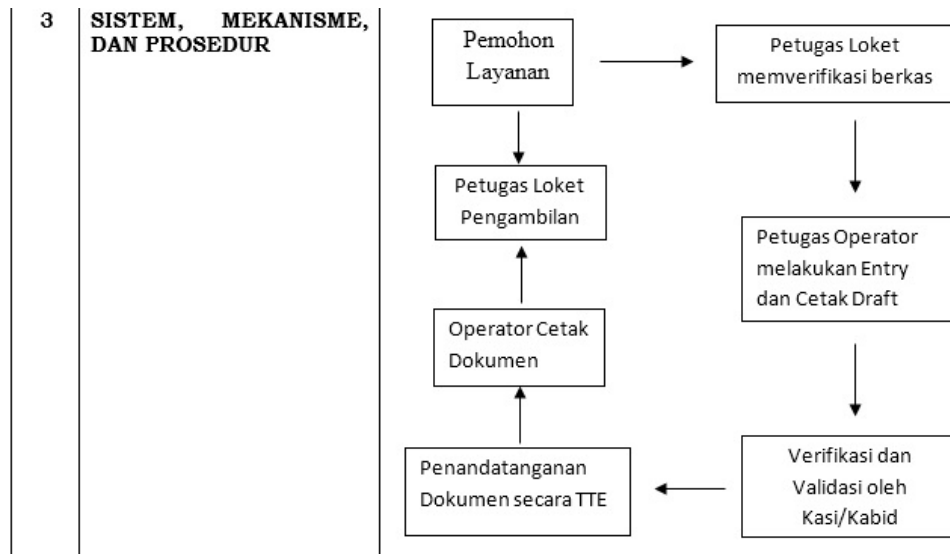 3
SISTEM, MEKANISME,
DAN PROSEDUR
Pemohon
Layanan
Petugas Loket
memverifikasi berkas
Petugas Loket
Pengambilan
Petugas Operator
melakukan Entry
dan Cetak Draft
Operator Cetak
Dokumen
Penandatanganan
Dokumen secara TTE
Verifikasi dan
Validasi oleh
Kasi/Kabid